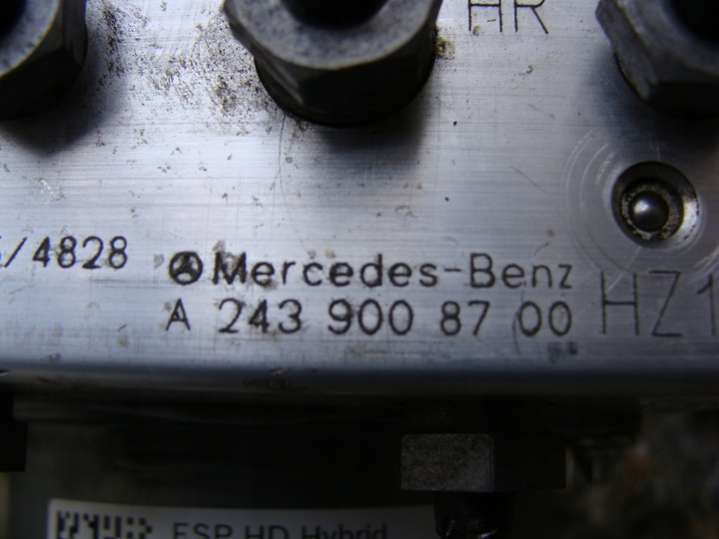 HR
/4828
Mercedes-Benz
A 243 900 87 00
HZ1
ESP HD Hybrid